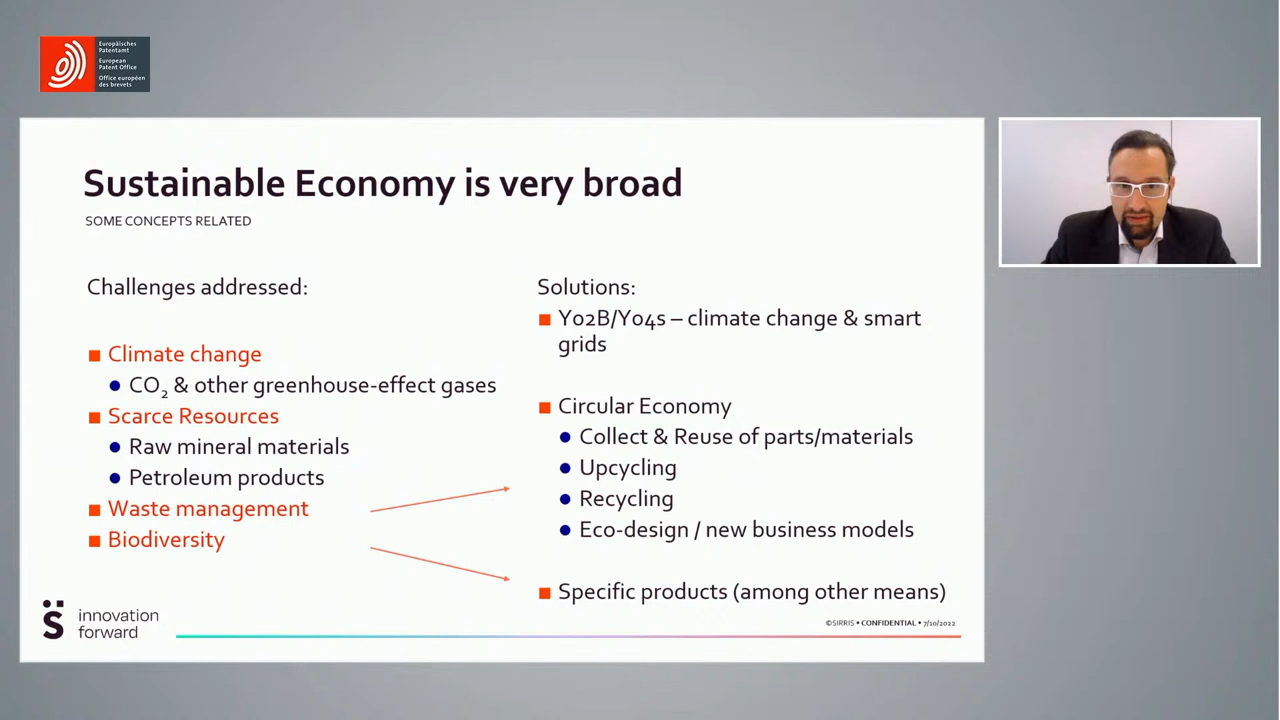 Europäisches
Patentamt
European
Patent Office
Office européen
des brevets
Sustainable Economy is very broad
SOME CONCEPTS RELATED
Challenges addressed:
■ Climate change
● CO₂ & other greenhouse-effect gases
■ Scarce Resources
● Raw mineral materials
● Petroleum products
■ Waste management
■ Biodiversity
Solutions:
■ Y02B/Y04s – climate change & smart
grids
■ Circular Economy
● Collect & Reuse of parts/materials
● Upcycling
● Recycling
● Eco-design / new business models
■ Specific products (among other means)
innovation
forward
©SIRRIS • CONFIDENTIAL • 7/10/2022